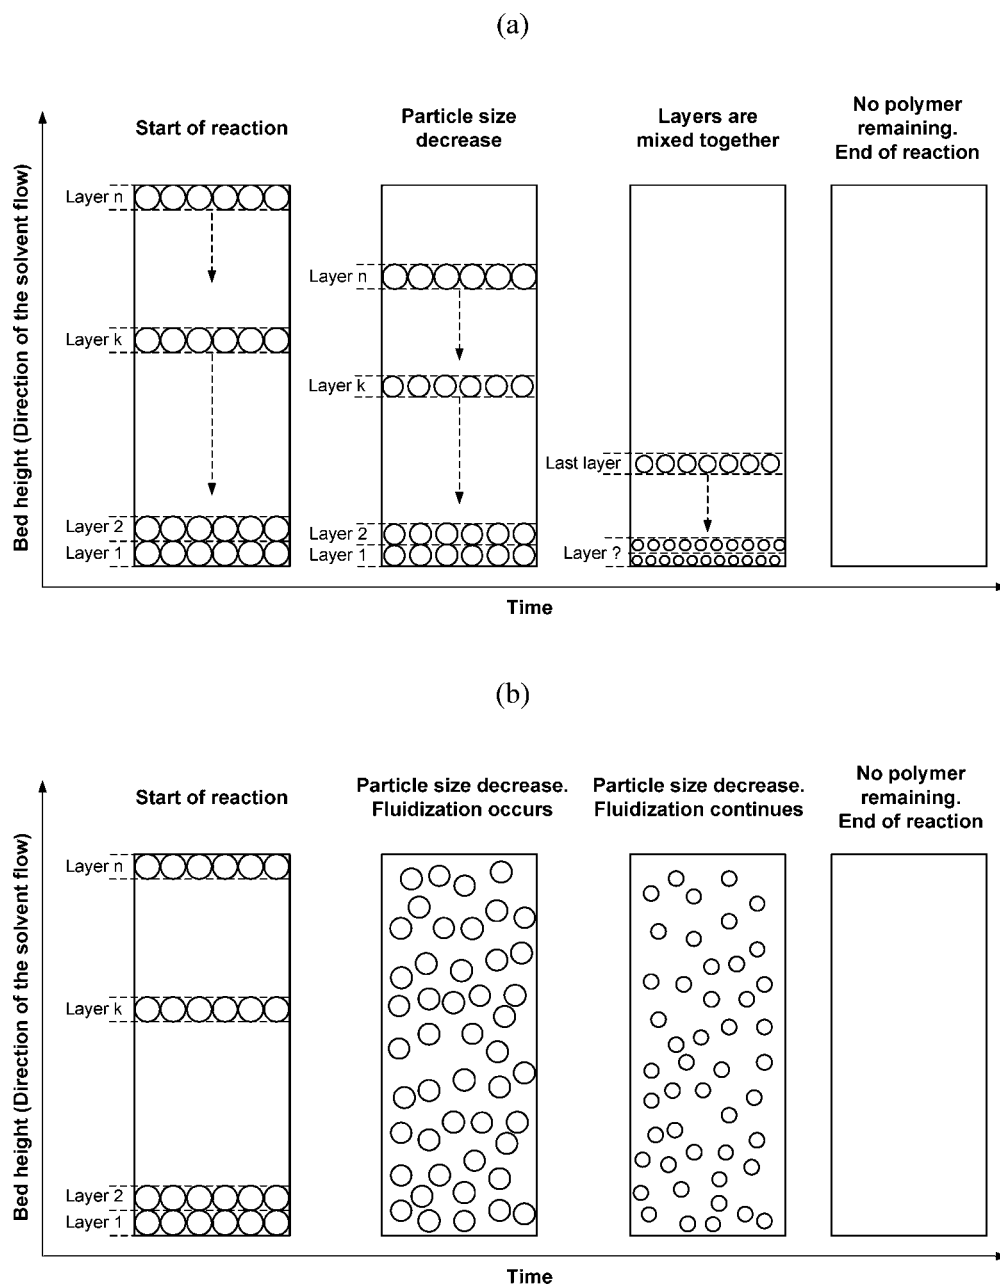 (a)
Start of reaction
Particle size
decrease
Layers are
mixed together
No polymer
remaining.
End of reaction
Bed height (Direction of the solvent flow)
Layer n
Layer k
Layer 2
Layer 1
Layer n
Layer k
Layer 2
Layer 1
Last layer
Layer ?
Time
(b)
Start of reaction
Particle size decrease.
Fluidization occurs
Particle size decrease.
Fluidization continues
No polymer
remaining.
End of reaction
Bed height (Direction of the solvent flow)
Layer n
Layer k
Layer 2
Layer 1
Time